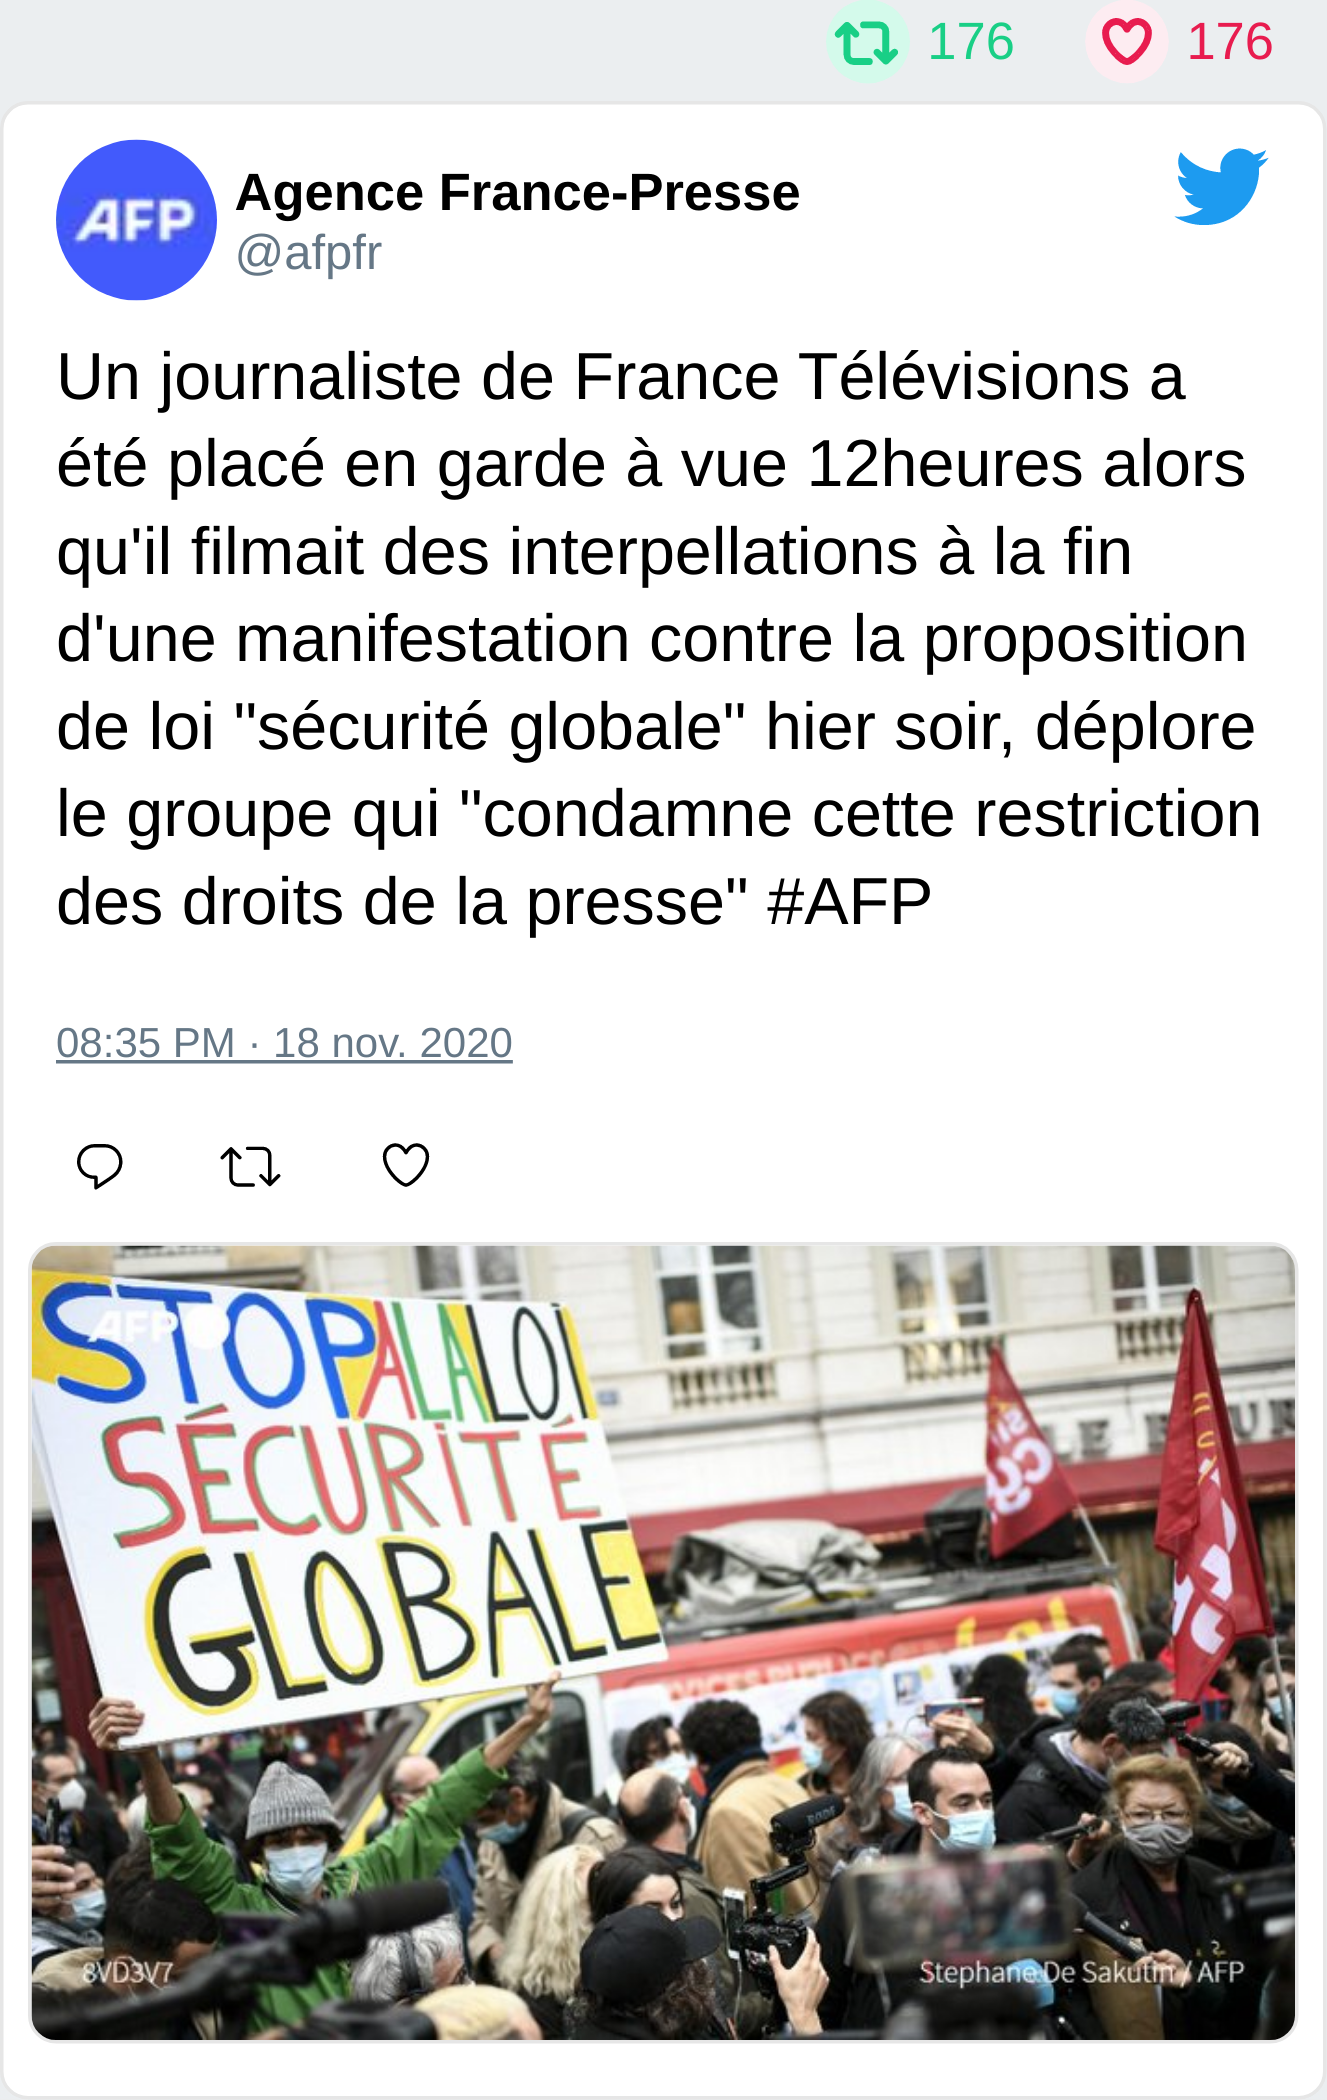 176 176
AFP
Agence France-Presse
@afpfr
Un journaliste de France Télévisions a
été placé en garde à vue 12heures alors
qu'il filmait des interpellations à la fin
d'une manifestation contre la proposition
de loi "sécurité globale" hier soir, déplore
le groupe qui "condamne cette restriction
des droits de la presse" #AFP
08:35 PM · 18 nov. 2020
AFP
STOP A LA LOI
SÉCURITÉ
GLOBALE
cgt
RODE
8VD3V7
Stephane De Sakutin / AFP